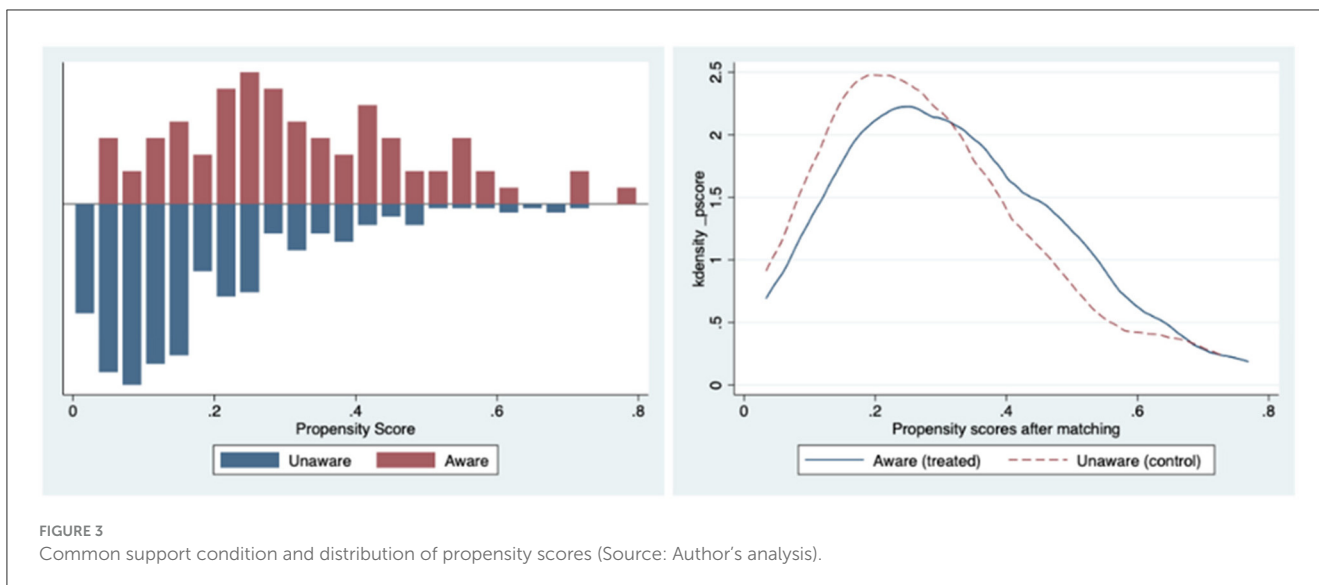 0 .2 .4 .6 .8
Propensity Score
Unaware Aware
kdensity _pscore
2.5
2
1.5
1
.5
0
0 .2 .4 .6 .8
Propensity scores after matching
Aware (treated) Unaware (control)
FIGURE 3
Common support condition and distribution of propensity scores (Source: Author's analysis).